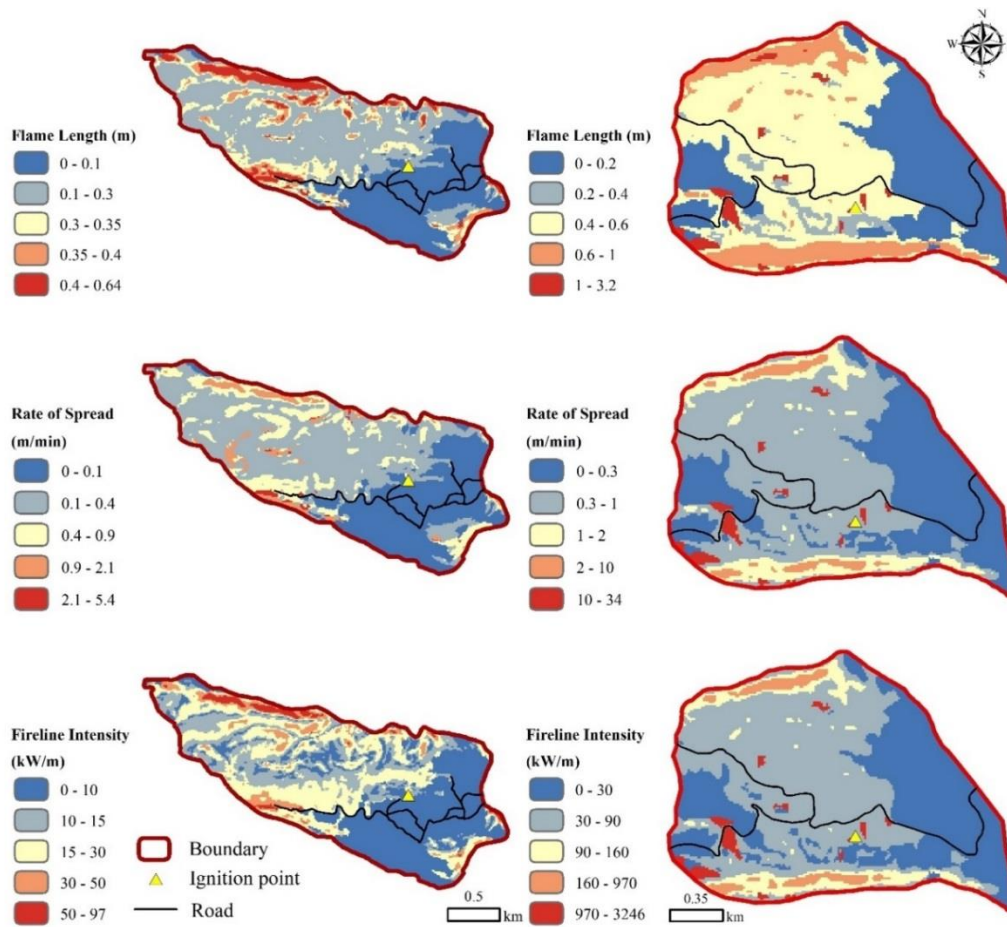 N
W E
S
Flame Length (m)
0 - 0.1
0.1 - 0.3
0.3 - 0.35
0.35 - 0.4
0.4 - 0.64
Flame Length (m)
0 - 0.2
0.2 - 0.4
0.4 - 0.6
0.6 - 1
1 - 3.2
Rate of Spread
(m/min)
0 - 0.1
0.1 - 0.4
0.4 - 0.9
0.9 - 2.1
2.1 - 5.4
Rate of Spread
(m/min)
0 - 0.3
0.3 - 1
1 - 2
2 - 10
10 - 34
Fireline Intensity
(kW/m)
0 - 10
10 - 15
15 - 30
30 - 50
50 - 97
Boundary
Ignition point
Road
0.5
km
Fireline Intensity
(kW/m)
0 - 30
30 - 90
90 - 160
160 - 970
970 - 3246
0.35
km